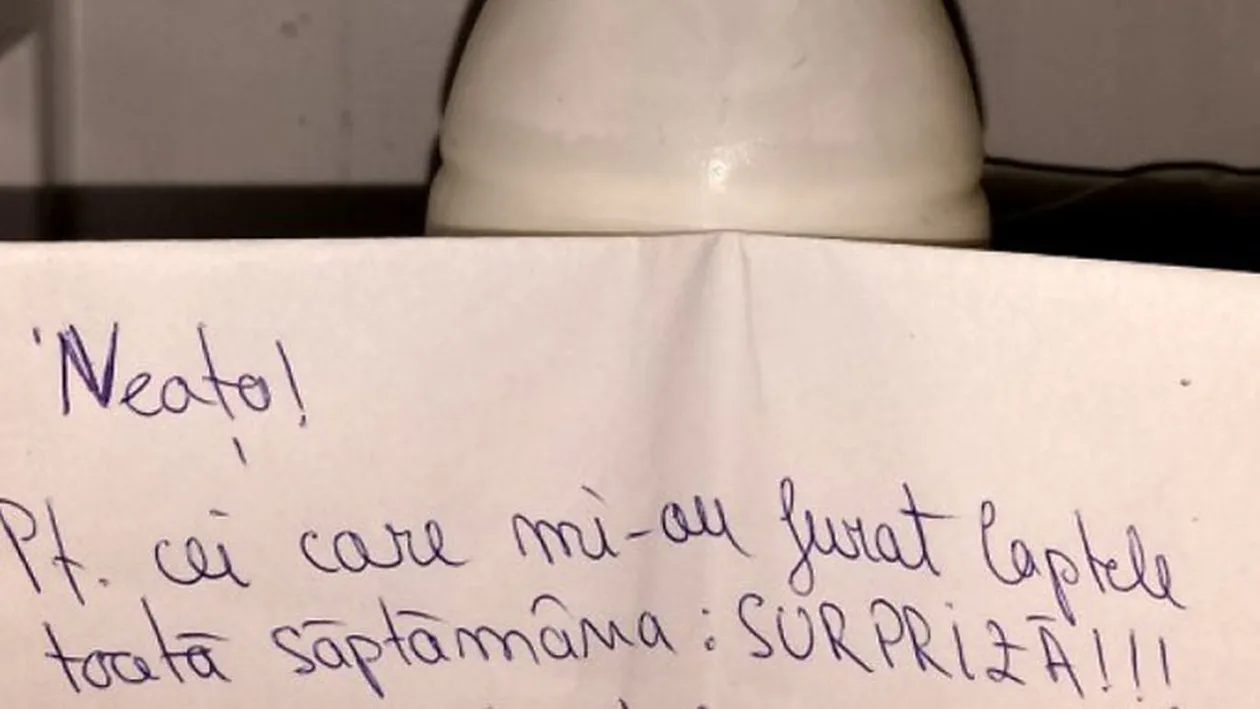 'Neața!
Pt. cei care mi-au furat laptele
toată săptămâna: SURPRIZĂ!!!